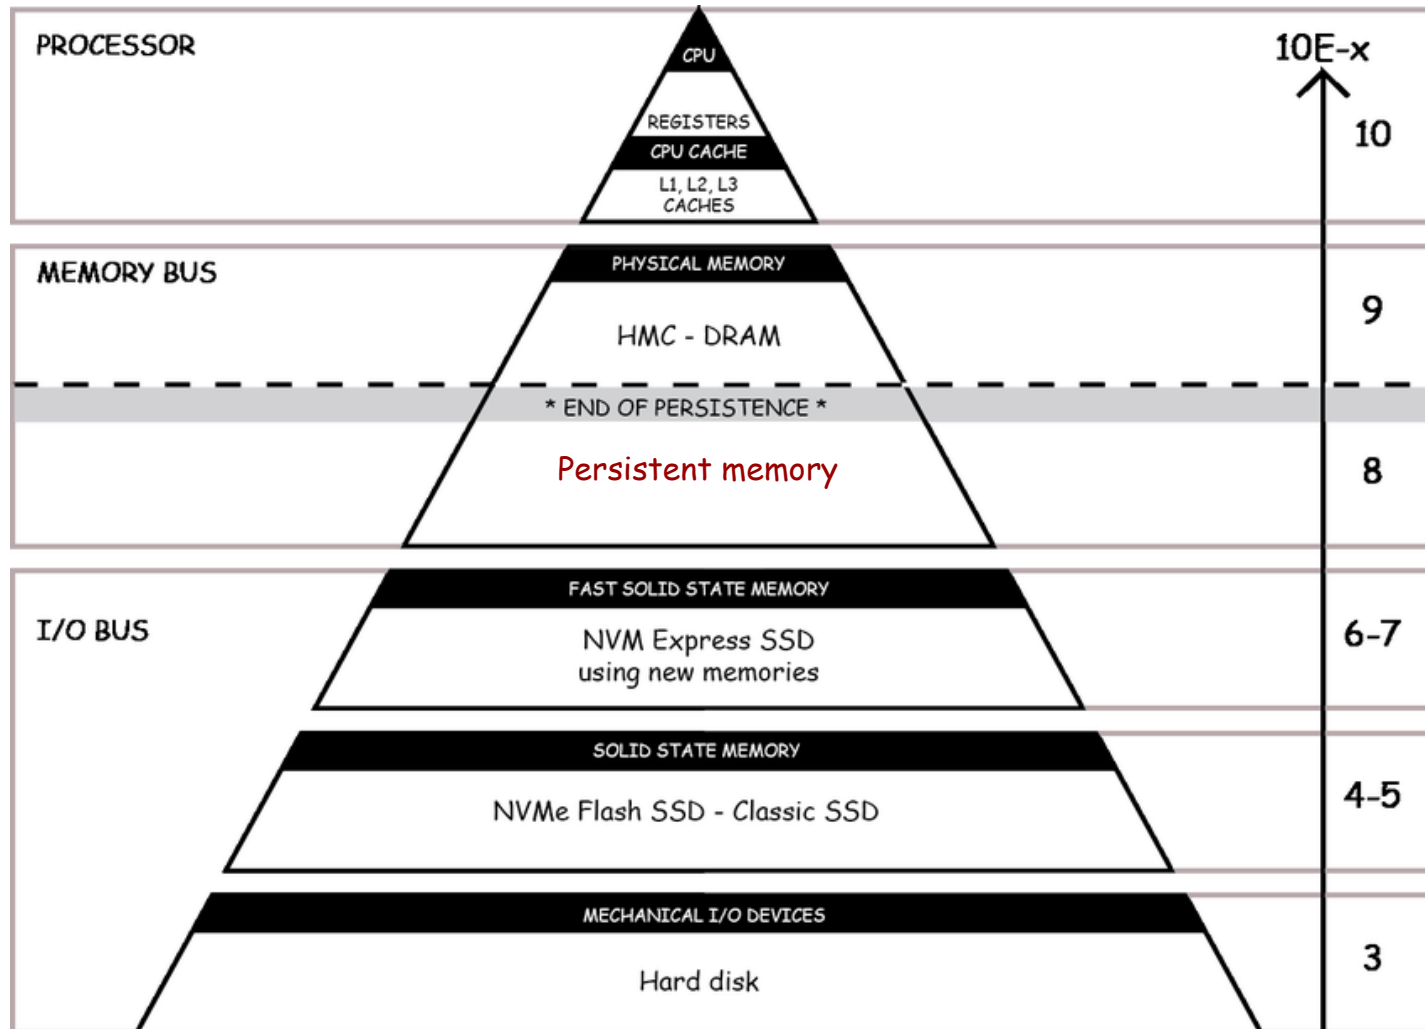 PROCESSOR
CPU
10E-x
REGISTERS
10
CPU CACHE
L1, L2, L3
CACHES
MEMORY BUS
PHYSICAL MEMORY
HMC - DRAM
9
* END OF PERSISTENCE *
Persistent memory
8
I/O BUS
FAST SOLID STATE MEMORY
NVM Express SSD
using new memories
6-7
SOLID STATE MEMORY
NVMe Flash SSD - Classic SSD
4-5
MECHANICAL I/O DEVICES
Hard disk
3